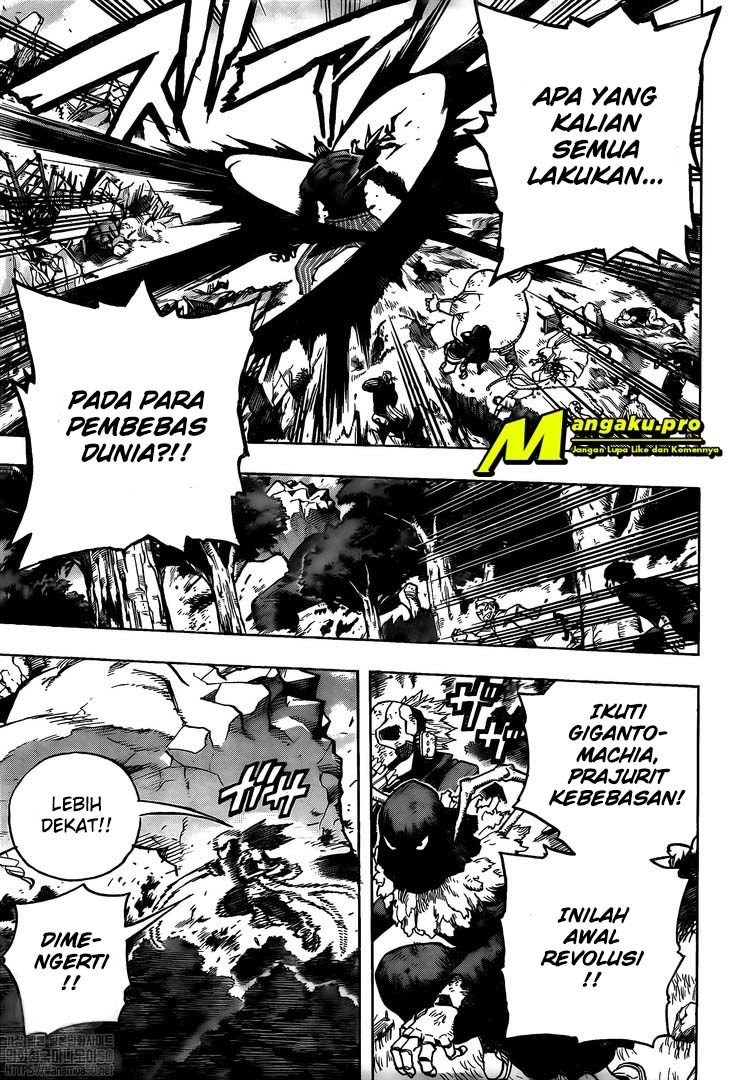 APA YANG
KALIAN
SEMUA
LAKUKAN...
PADA PARA
PEMBEBAS
DUNIA?!!
Mangaku.pro
Jangan Lupa Like dan Komennya
IKUTI
GIGANTO-
MACHIA,
PRAJURIT
KEBEBASAN!
INILAH
AWAL
REVOLUSI
!!
LEBIH
DEKAT!!
DIME-
NGERTI
!!